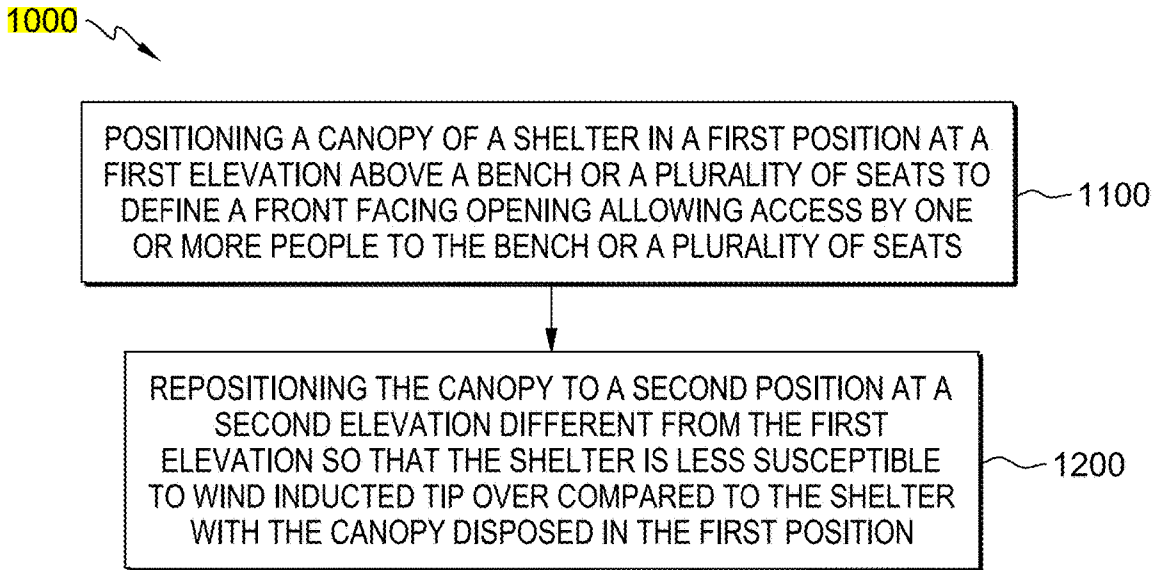 1000
POSITIONING A CANOPY OF A SHELTER IN A FIRST POSITION AT A
FIRST ELEVATION ABOVE A BENCH OR A PLURALITY OF SEATS TO
DEFINE A FRONT FACING OPENING ALLOWING ACCESS BY ONE
OR MORE PEOPLE TO THE BENCH OR A PLURALITY OF SEATS
1100
REPOSITIONING THE CANOPY TO A SECOND POSITION AT A
SECOND ELEVATION DIFFERENT FROM THE FIRST
ELEVATION SO THAT THE SHELTER IS LESS SUSCEPTIBLE
TO WIND INDUCTED TIP OVER COMPARED TO THE SHELTER
WITH THE CANOPY DISPOSED IN THE FIRST POSITION
1200